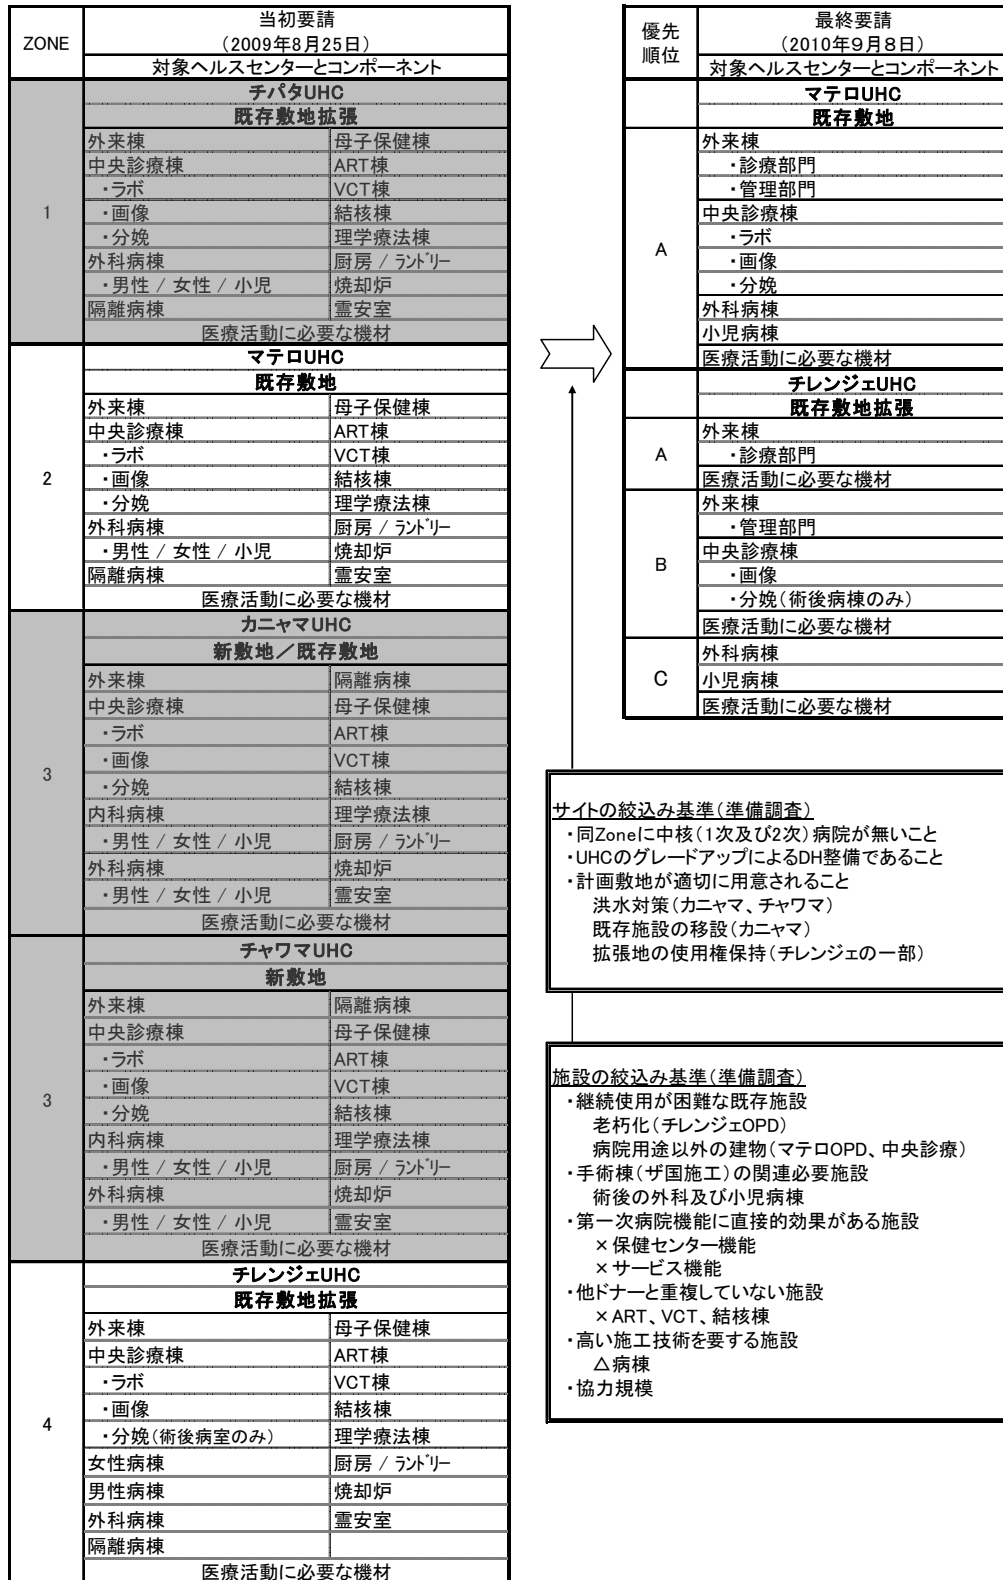 ZONE
当初要請
(2009年8月25日)
対象ヘルスセンターとコンポーネント
1
チパタUHC
既存敷地拡張
外来棟 母子保健棟
中央診療棟 ART棟
・ラボ VCT棟
・画像 結核棟
・分娩 理学療法棟
外科病棟 厨房 / ランドリー
・男性 / 女性 / 小児 焼却炉
隔離病棟 霊安室
医療活動に必要な機材
2
マテロUHC
既存敷地
外来棟 母子保健棟
中央診療棟 ART棟
・ラボ VCT棟
・画像 結核棟
・分娩 理学療法棟
外科病棟 厨房 / ランドリー
・男性 / 女性 / 小児 焼却炉
隔離病棟 霊安室
医療活動に必要な機材
3
カニャマUHC
新敷地/既存敷地
外来棟 隔離病棟
中央診療棟 母子保健棟
・ラボ ART棟
・画像 VCT棟
・分娩 結核棟
内科病棟 理学療法棟
・男性 / 女性 / 小児 厨房 / ランドリー
外科病棟 焼却炉
・男性 / 女性 / 小児 霊安室
医療活動に必要な機材
3
チャワマUHC
新敷地
外来棟 隔離病棟
中央診療棟 母子保健棟
・ラボ ART棟
・画像 VCT棟
・分娩 結核棟
内科病棟 理学療法棟
・男性 / 女性 / 小児 厨房 / ランドリー
外科病棟 焼却炉
・男性 / 女性 / 小児 霊安室
医療活動に必要な機材
4
チレンジェUHC
既存敷地拡張
外来棟 母子保健棟
中央診療棟 ART棟
・ラボ VCT棟
・画像 結核棟
・分娩(術後病室のみ) 理学療法棟
女性病棟 厨房 / ランドリー
男性病棟 焼却炉
外科病棟 霊安室
隔離病棟
医療活動に必要な機材
優先
順位
最終要請
(2010年9月8日)
対象ヘルスセンターとコンポーネント
マテロUHC
既存敷地
A
外来棟
・診療部門
・管理部門
中央診療棟
・ラボ
・画像
・分娩
外科病棟
小児病棟
医療活動に必要な機材
チレンジェUHC
既存敷地拡張
A
外来棟
・診療部門
医療活動に必要な機材
B
外来棟
・管理部門
中央診療棟
・画像
・分娩(術後病棟のみ)
医療活動に必要な機材
C
外科病棟
小児病棟
医療活動に必要な機材
サイトの絞込み基準(準備調査)
・同Zoneに中核(1次及び2次)病院が無いこと
・UHCのグレードアップによるDH整備であること
・計画敷地が適切に用意されること
洪水対策(カニャマ、チャワマ)
既存施設の移設(カニャマ)
拡張地の使用権保持(チレンジェの一部)
施設の絞込み基準(準備調査)
・継続使用が困難な既存施設
老朽化(チレンジェOPD)
病院用途以外の建物(マテロOPD、中央診療)
・手術棟(ザ国施工)の関連必要施設
術後の外科及び小児病棟
・第一次病院機能に直接的効果がある施設
×保健センター機能
×サービス機能
・他ドナーと重複していない施設
×ART、VCT、結核棟
・高い施工技術を要する施設
△病棟
・協力規模